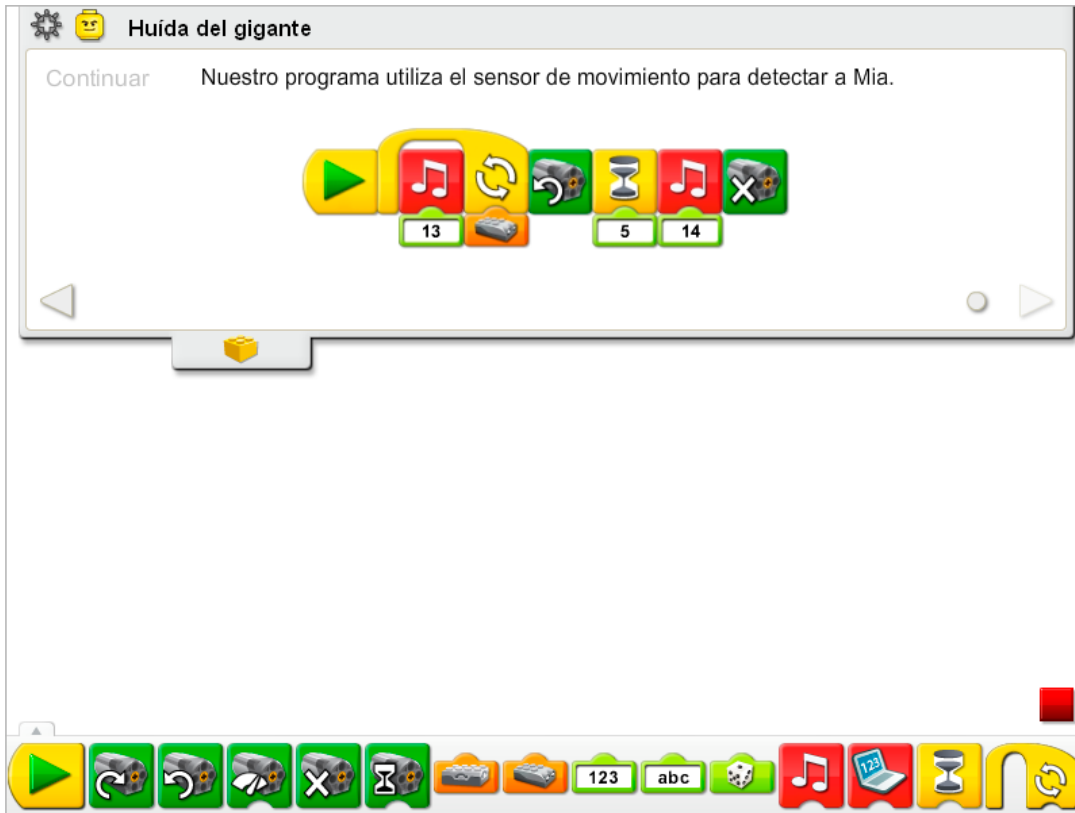 Huída del gigante
Continuar Nuestro programa utiliza el sensor de movimiento para detectar a Mia.
13 5 14
123 abc 123